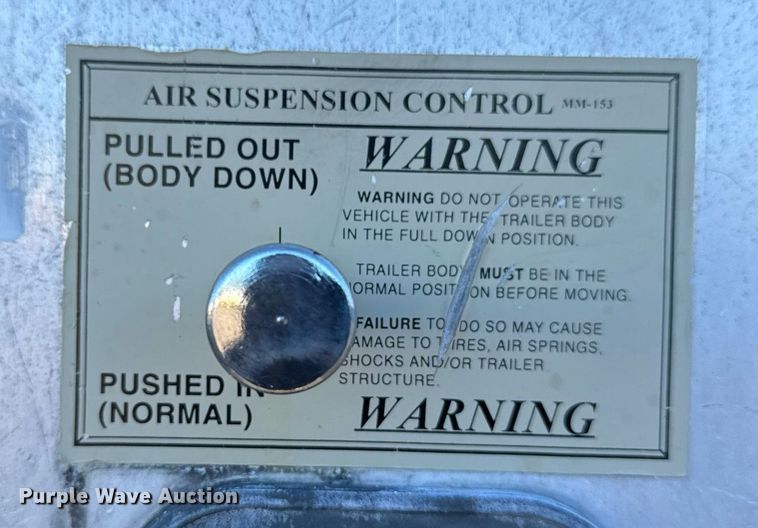 AIR SUSPENSION CONTROL MM-153
PULLED OUT
(BODY DOWN)
WARNING
WARNING DO NOT OPERATE THIS
VEHICLE WITH THE TRAILER BODY
IN THE FULL DOWN POSITION.
TRAILER BODY MUST BE IN THE
NORMAL POSITION BEFORE MOVING.
FAILURE TO DO SO MAY CAUSE
DAMAGE TO TIRES, AIR SPRINGS,
SHOCKS AND/OR TRAILER
STRUCTURE.
PUSHED IN
(NORMAL)
WARNING
Purple Wave Auction